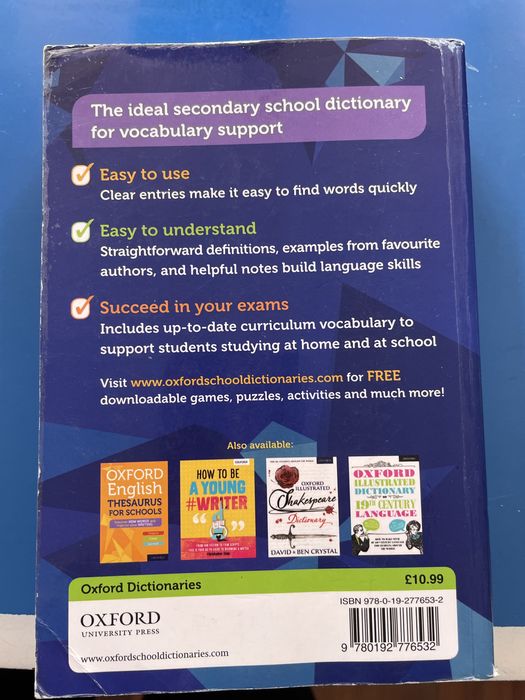 The ideal secondary school dictionary
for vocabulary support
Easy to use
Clear entries make it easy to find words quickly
Easy to understand
Straightforward definitions, examples from favourite
authors, and helpful notes build language skills
Succeed in your exams
Includes up-to-date curriculum vocabulary to
support students studying at home and at school
Visit www.oxfordschooldictionaries.com for FREE
downloadable games, puzzles, activities and much more!
Also available:
OXFORD
English
THESAURUS
FOR SCHOOLS
HOW TO BE
A YOUNG
#WRITER
OXFORD
ILLUSTRATED
Shakespeare
Dictionary
DAVID & BEN CRYSTAL
OXFORD
ILLUSTRATED
DICTIONARY
OF
19TH CENTURY
LANGUAGE
Oxford Dictionaries
£10.99
OXFORD
UNIVERSITY PRESS
www.oxfordschooldictionaries.com
ISBN 978-0-19-277653-2
9 780192 776532